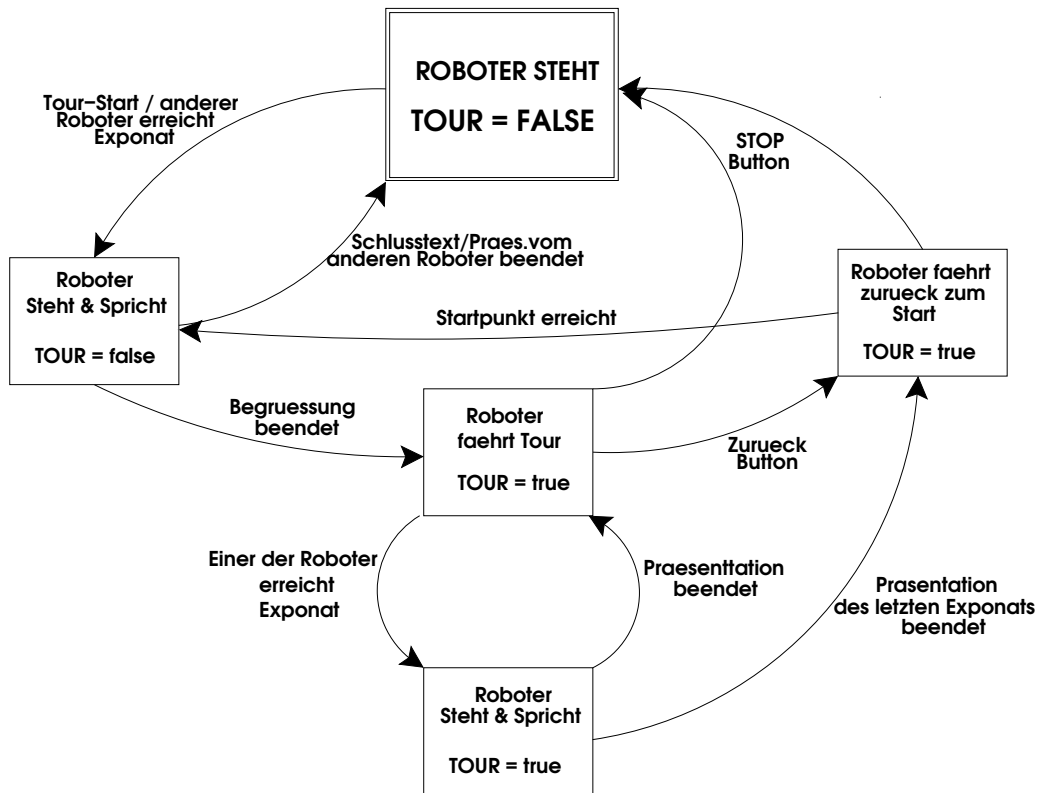 ROBOTER STEHT
TOUR = FALSE
Tour-Start / anderer
Roboter erreicht
Exponat
STOP
Button
Schlusstext/Praes.vom
anderen Roboter beendet
Roboter
Steht & Spricht
TOUR = false
Roboter faehrt
zurueck zum
Start
TOUR = true
Startpunkt erreicht
Begruessung
beendet
Roboter
faehrt Tour
TOUR = true
Zurueck
Button
Einer der Roboter
erreicht
Exponat
Praesenttation
beendet
Prasentation
des letzten Exponats
beendet
Roboter
Steht & Spricht
TOUR = true